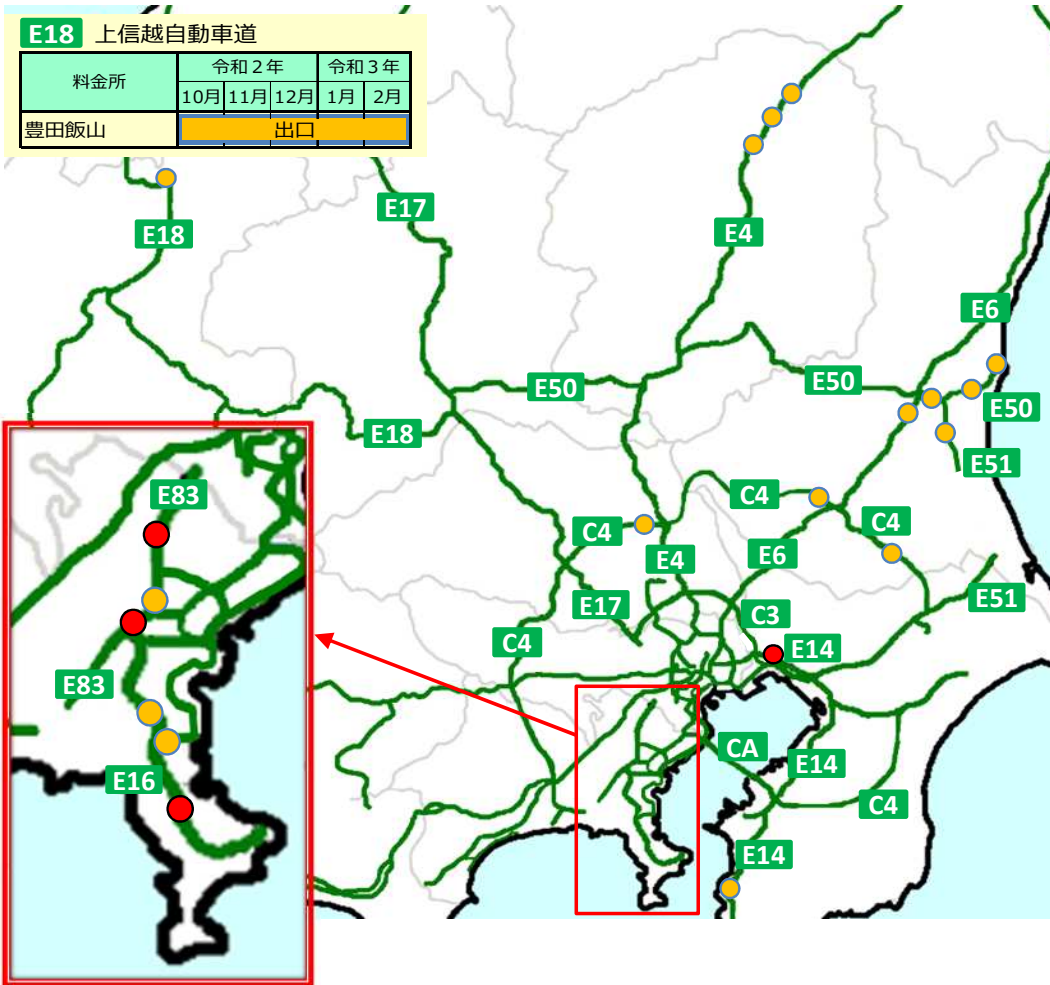 E18 上信越自動車道
料金所 令和2年 令和3年
10月 11月 12月 1月 2月
豊田飯山 出口
E17
E18
E4
E6
E50
E50
E50
E18
E51
E83
C4
C4
C4
E4
E6
E17
C3
E51
C4
E14
E83
CA
E14
E16
C4
E14